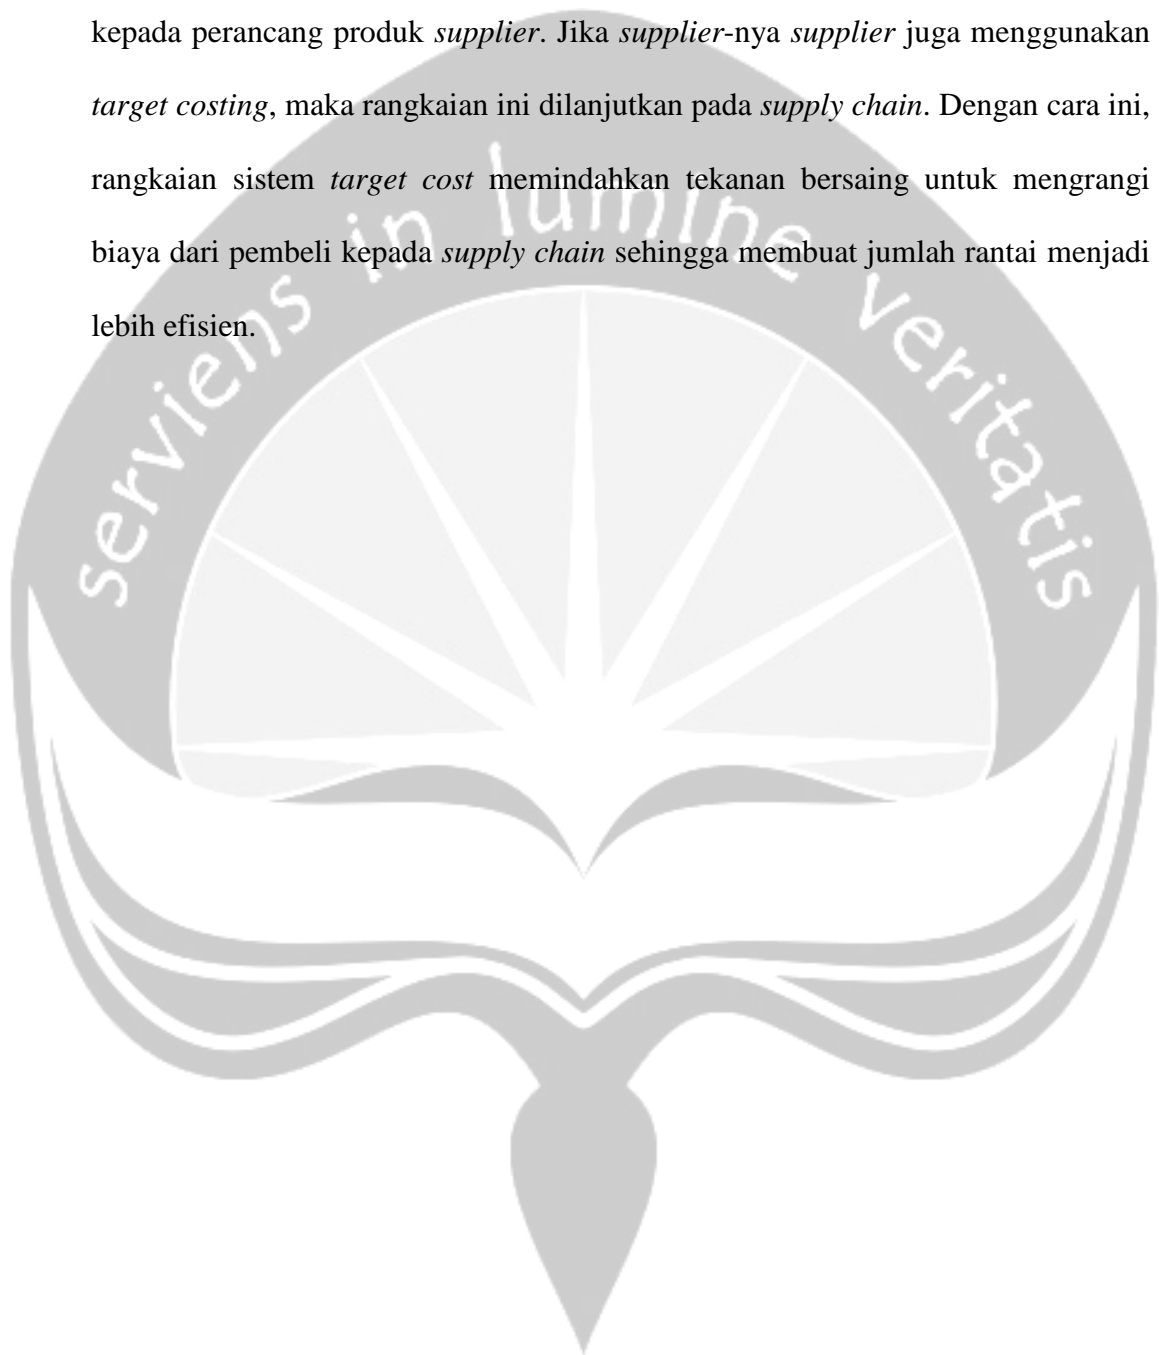 kepada perancang produk supplier. Jika supplier-nya supplier juga menggunakan
target costing, maka rangkaian ini dilanjutkan pada supply chain. Dengan cara ini,
rangkaian sistem target cost memindahkan tekanan bersaing untuk mengrangi
biaya dari pembeli kepada supply chain sehingga membuat jumlah rantai menjadi
lebih efisien.
serviens in lumine veritatis